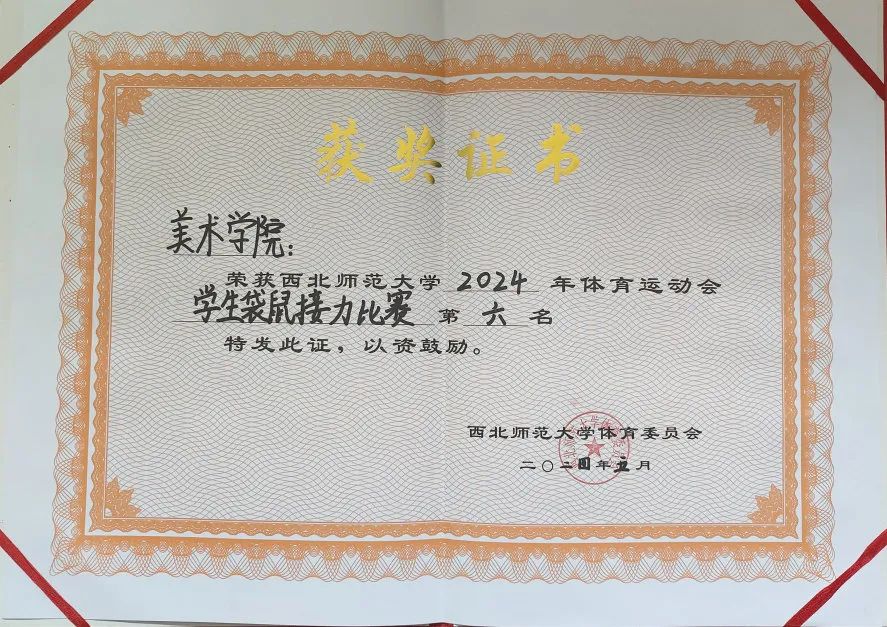 获奖证书
美术学院：
荣获西北师范大学 2024 年体育运动会
学生袋鼠接力比赛 第 六 名
特发此证，以资鼓励。
西北师范大学体育委员会
二〇二四年五月